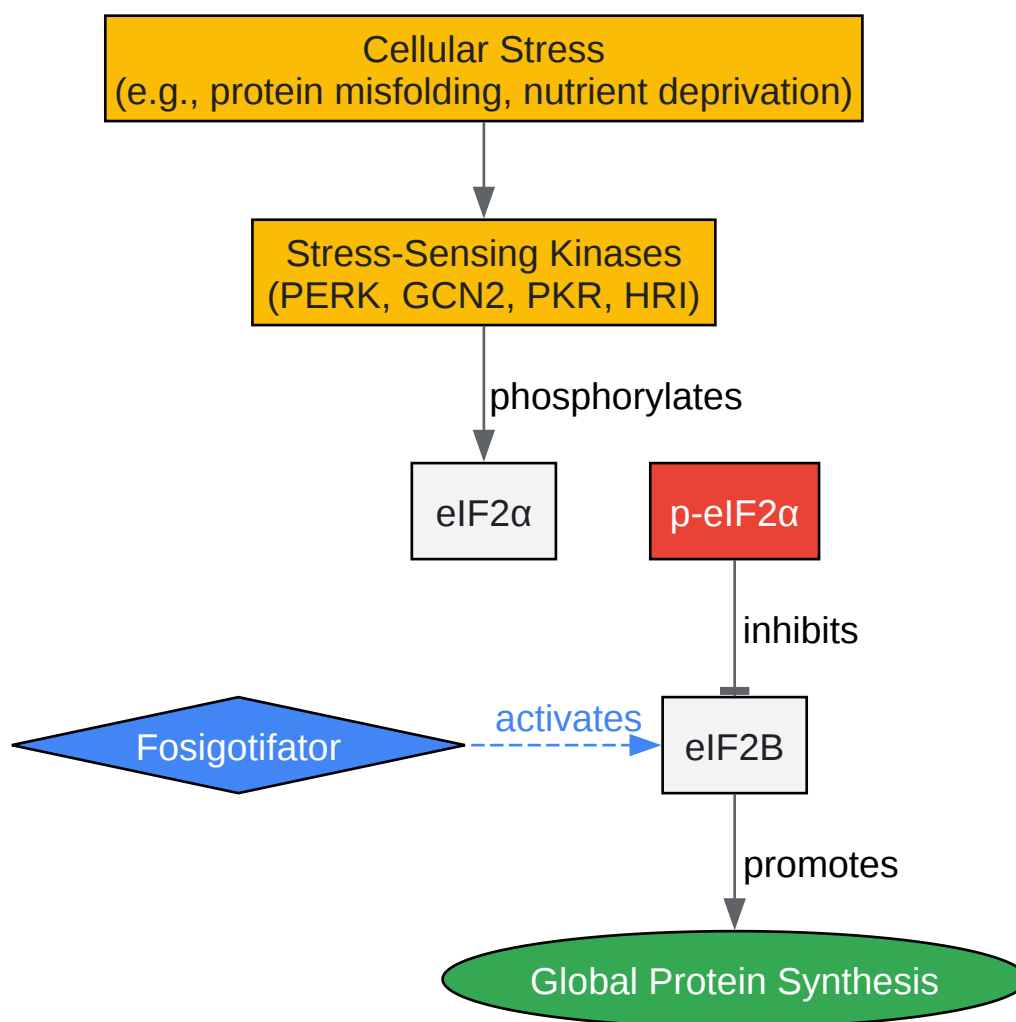 Cellular Stress
(e.g., protein misfolding, nutrient deprivation)
Stress-Sensing Kinases
(PERK, GCN2, PKR, HRI)
phosphorylates
eIF2α
p-eIF2α
inhibits
Fosigotifator
activates
eIF2B
promotes
Global Protein Synthesis